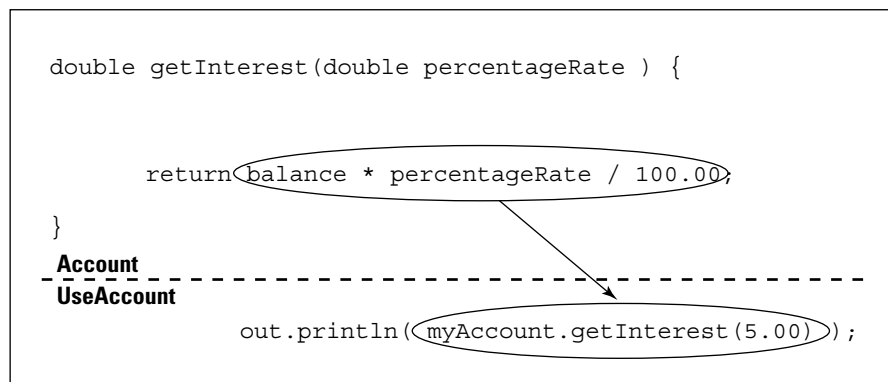 double getInterest(double percentageRate ) {
return balance * percentageRate / 100.00;
}
Account
UseAccount
out.println( myAccount.getInterest(5.00) );